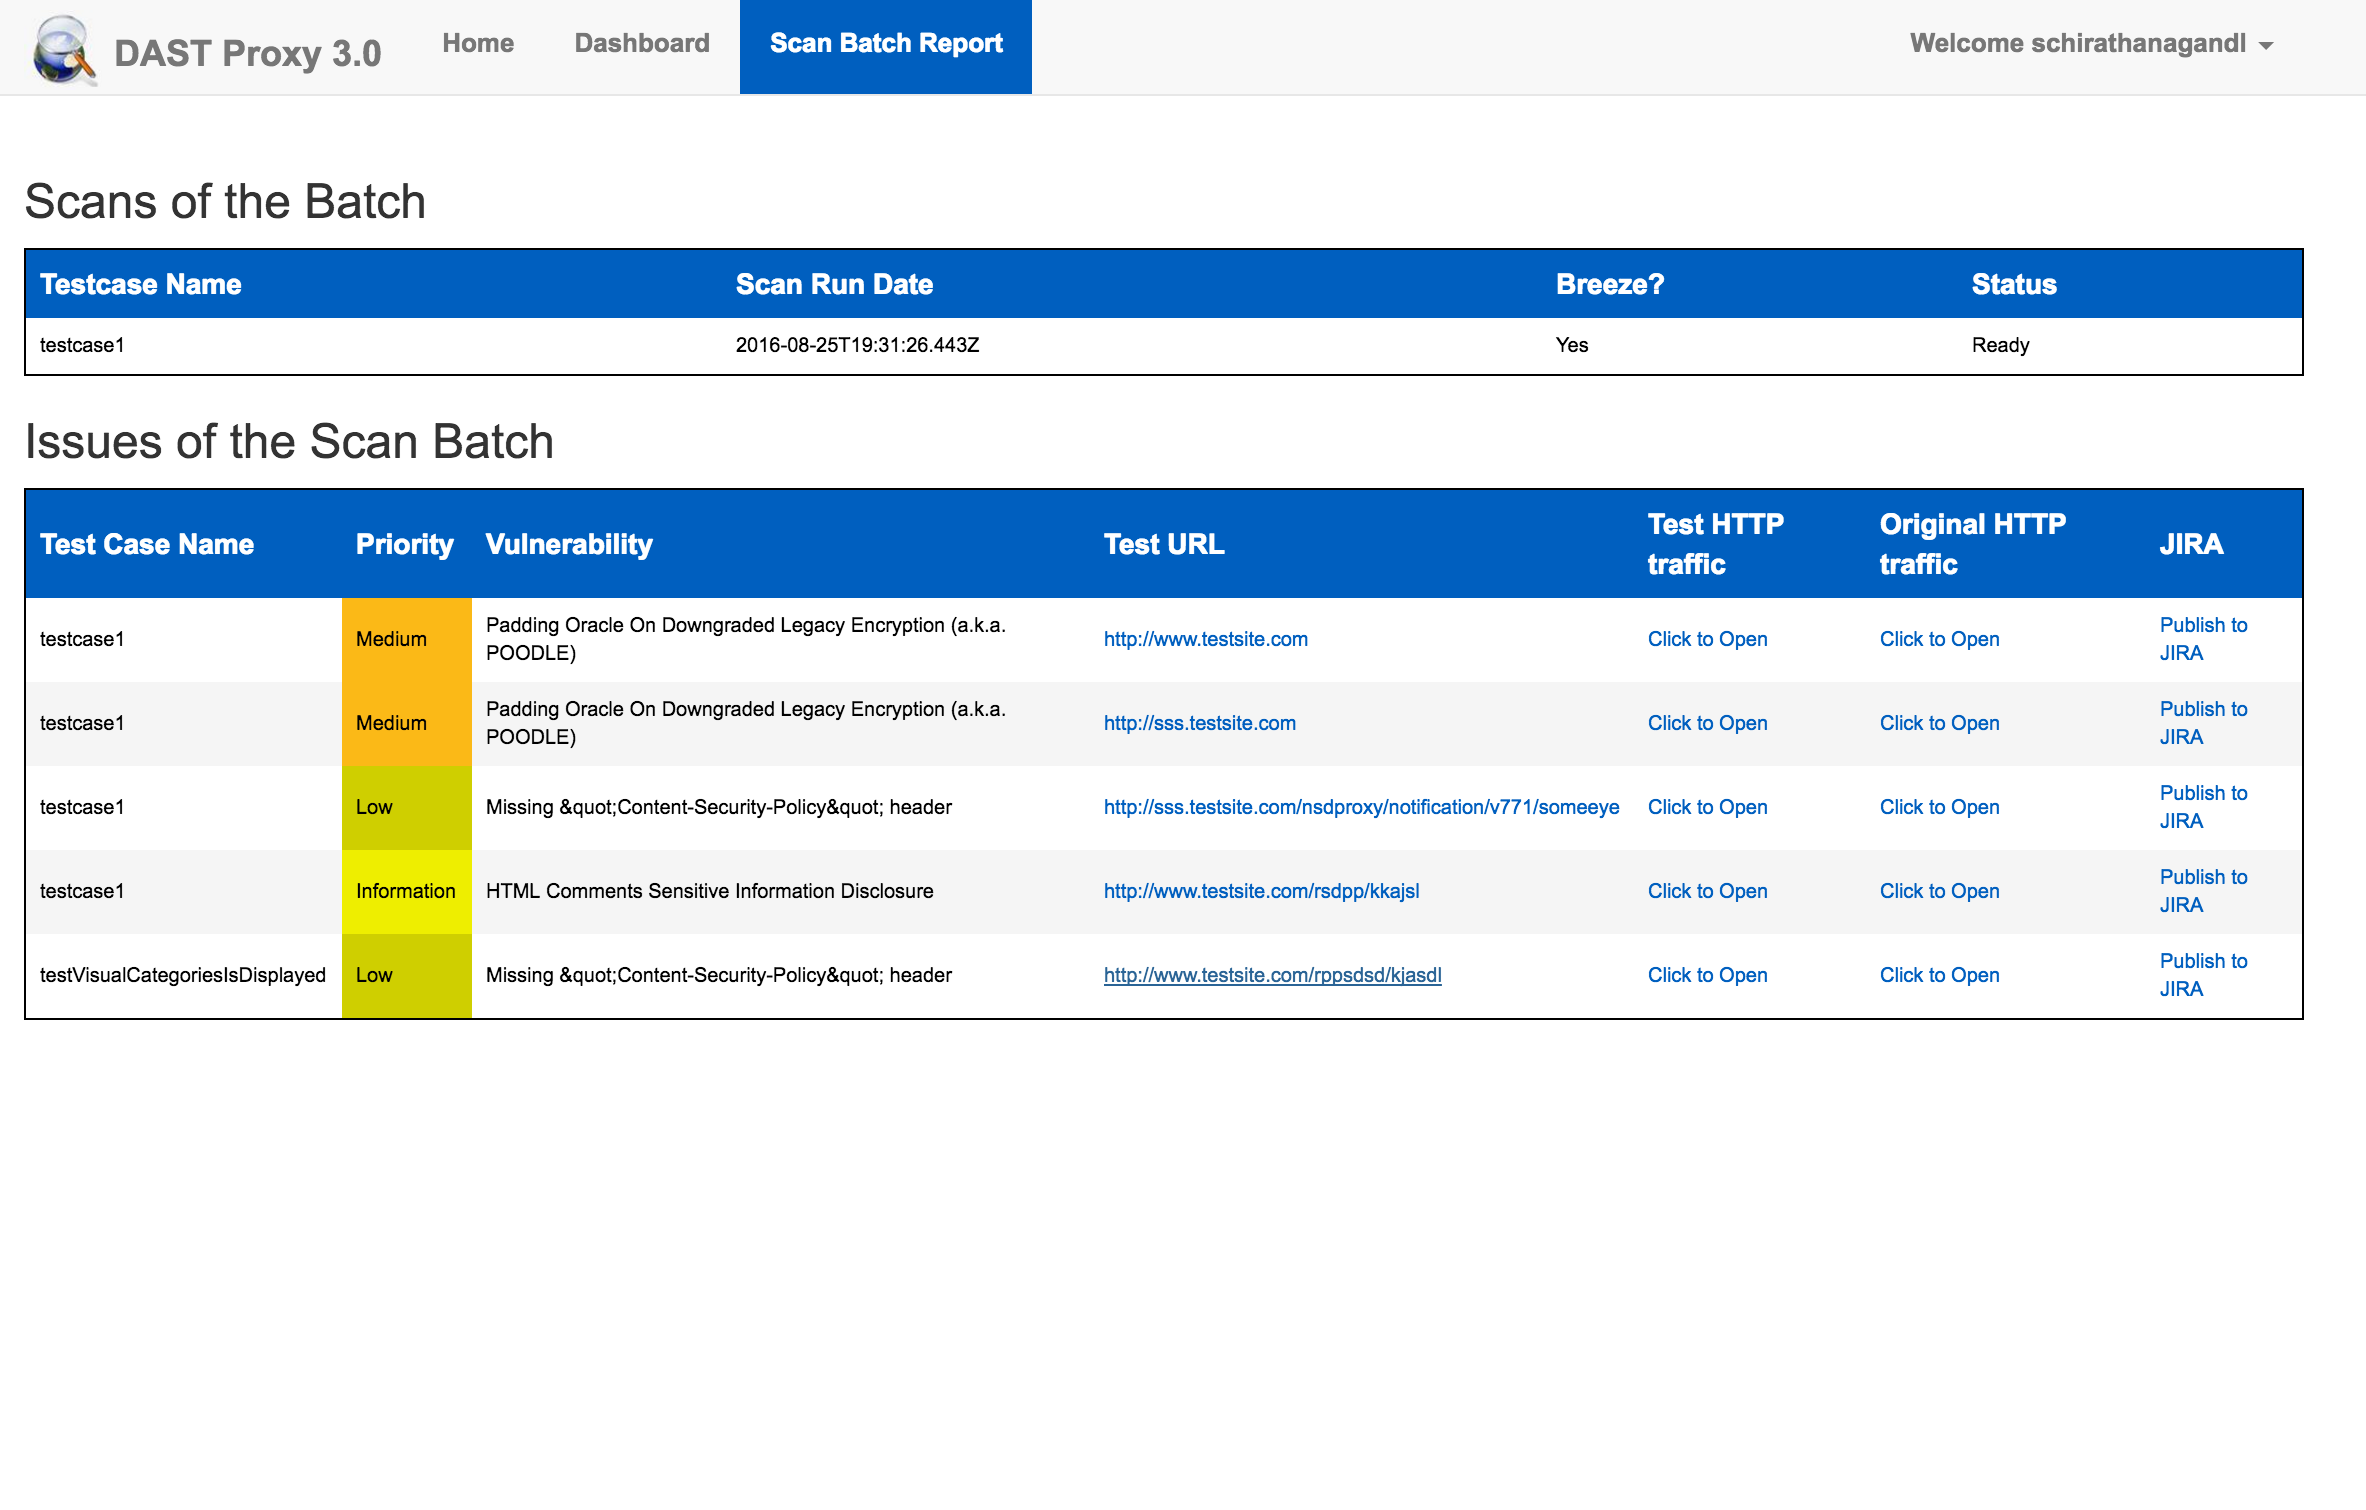 DAST Proxy 3.0 Home Dashboard Scan Batch Report Welcome schirathanagandl
Scans of the Batch
Testcase Name Scan Run Date Breeze? Status
testcase1 2016-08-25T19:31:26.443Z Yes Ready
Issues of the Scan Batch
Test Case Name Priority Vulnerability Test URL Test HTTP traffic Original HTTP traffic JIRA
testcase1 Medium Padding Oracle On Downgraded Legacy Encryption (a.k.a. POODLE) http://www.testsite.com Click to Open Click to Open Publish to JIRA
testcase1 Medium Padding Oracle On Downgraded Legacy Encryption (a.k.a. POODLE) http://sss.testsite.com Click to Open Click to Open Publish to JIRA
testcase1 Low Missing &quot;Content-Security-Policy&quot; header http://sss.testsite.com/nsdproxy/notification/v771/someeye Click to Open Click to Open Publish to JIRA
testcase1 Information HTML Comments Sensitive Information Disclosure http://www.testsite.com/rsdpp/kkajsl Click to Open Click to Open Publish to JIRA
testVisualCategoriesIsDisplayed Low Missing &quot;Content-Security-Policy&quot; header http://www.testsite.com/rppsdsd/kjasdl Click to Open Click to Open Publish to JIRA